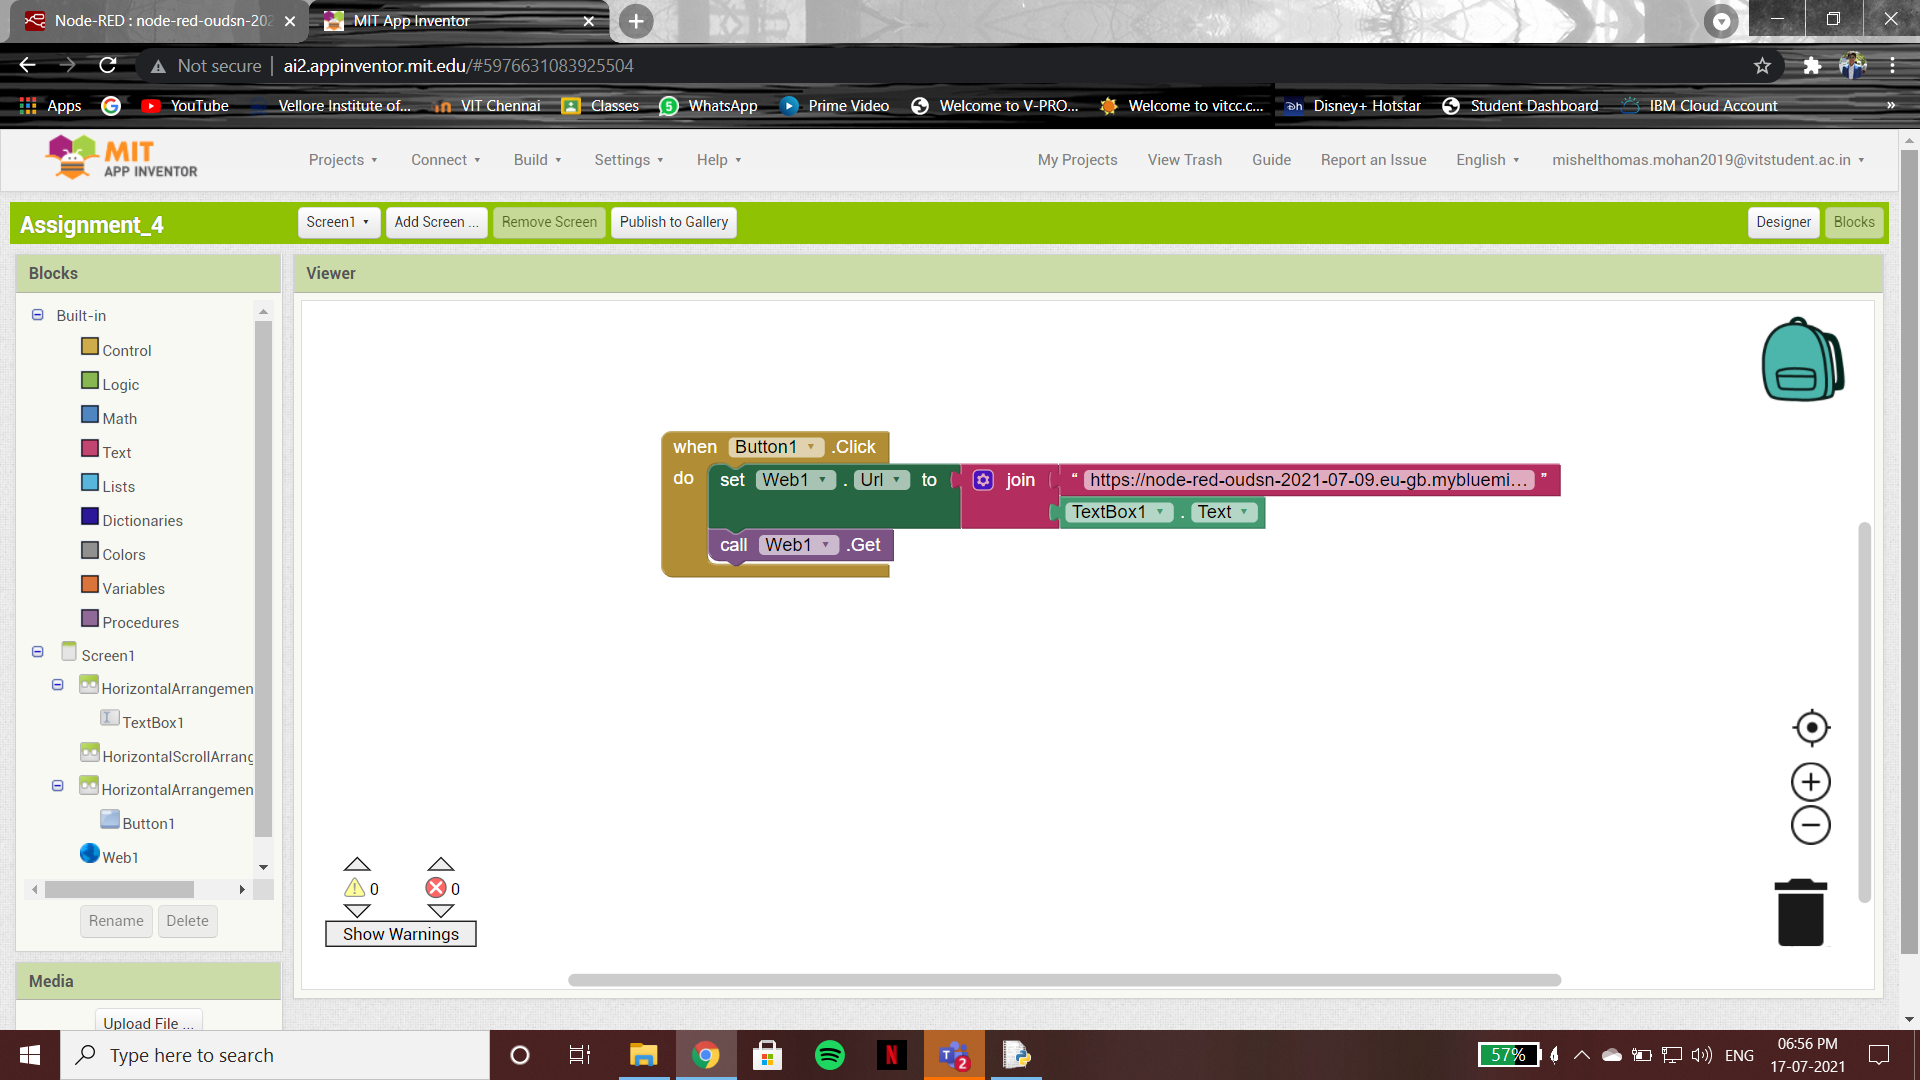 Node-RED : node-red-oudsn-202
MIT App Inventor
Not secure
ai2.appinventor.mit.edu/#5976631083925504
Apps
YouTube
Vellore Institute of...
VIT Chennai
Classes
WhatsApp
Prime Video
Welcome to V-PRO...
Welcome to vitcc.c...
Disney+ Hotstar
Student Dashboard
IBM Cloud Account
»
MIT
APP INVENTOR
Projects
Connect
Build
Settings
Help
My Projects
View Trash
Guide
Report an Issue
English
mishelthomas.mohan2019@vitstudent.ac.in
Assignment_4
Screen1
Add Screen ...
Remove Screen
Publish to Gallery
Designer
Blocks
Blocks
Viewer
Built-in
Control
Logic
Math
Text
Lists
Dictionaries
Colors
Variables
Procedures
Screen1
HorizontalArrangemen
TextBox1
HorizontalScrollArrang
HorizontalArrangemen
Button1
Web1
Rename
Delete
Media
Upload File ...
when Button1 .Click
do set Web1 . Url to join " https://node-red-oudsn-2021-07-09.eu-gb.mybluemi... "
TextBox1 . Text
call Web1 .Get
0
0
Show Warnings
Type here to search
57%
ENG
06:56 PM
17-07-2021